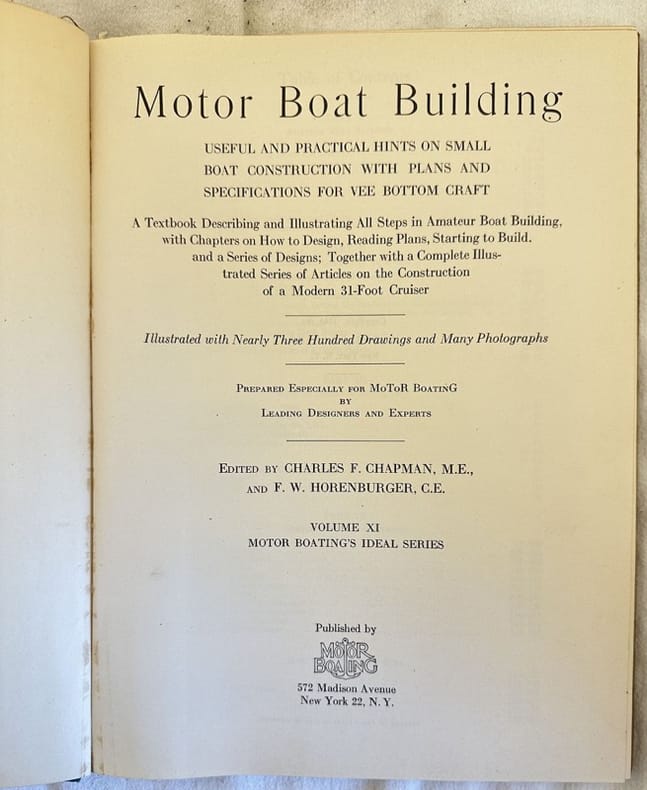 Motor Boat Building
USEFUL AND PRACTICAL HINTS ON SMALL
BOAT CONSTRUCTION WITH PLANS AND
SPECIFICATIONS FOR VEE BOTTOM CRAFT
A Textbook Describing and Illustrating All Steps in Amateur Boat Building,
with Chapters on How to Design, Reading Plans, Starting to Build.
and a Series of Designs; Together with a Complete Illus-
trated Series of Articles on the Construction
of a Modern 31-Foot Cruiser
Illustrated with Nearly Three Hundred Drawings and Many Photographs
PREPARED ESPECIALLY FOR MoToR BOATING
BY
LEADING DESIGNERS AND EXPERTS
EDITED BY CHARLES F. CHAPMAN, M.E.,
AND F. W. HORENBURGER, C.E.
VOLUME XI
MOTOR BOATING'S IDEAL SERIES
Published by
MOTOR
BOATING
572 Madison Avenue
New York 22, N. Y.